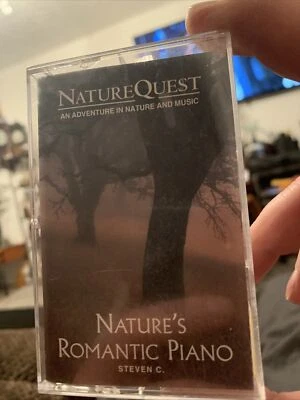 NATUREQUEST
AN ADVENTURE IN NATURE AND MUSIC
NATURE'S
ROMANTIC PIANO
STEVEN C.